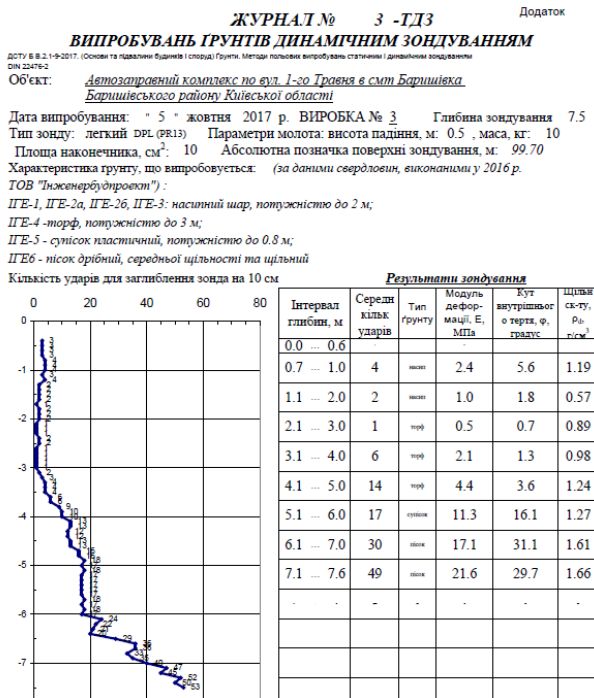 Додаток
ЖУРНАЛ № 3 -ТДЗ
ВИПРОБУВАНЬ ҐРУНТІВ ДИНАМІЧНИМ ЗОНДУВАННЯМ
ДСТУ Б В.2.1-9-2017. (Основи та підвалини будинків і споруд) Ґрунти. Методи польових випробувань статичним і динамічним зондуванням
DIN 22476-2
Об'єкт: Автозаправний комплекс по вул. 1-го Травня в смт Баришівка
Баришівського району Київської області
Дата випробування: " 5 " жовтня 2017 р. ВИРОБКА № 3 Глибина зондування 7.5
Тип зонду: легкий DPL (PR13) Параметри молота: висота падіння, м: 0.5 , маса, кг: 10
Площа наконечника, см²: 10 Абсолютна позначка поверхні зондування, м: 99.70
Характеристика ґрунту, що випробовується: (за даними свердловин, виконаними у 2016 р.
ТОВ "Інженербудпроект") :
ІГЕ-1, ІГЕ-2а, ІГЕ-2б, ІГЕ-3: насипний шар, потужністю до 2 м;
ІГЕ-4 -торф, потужністю до 3 м;
ІГЕ-5 - супісок пластичний, потужністю до 0.8 м;
ІГЕ6 - пісок дрібний, середньої щільності та щільний
Кількість ударів для заглиблення зонда на 10 см
0 20 40 60 80
0
-1
-2
-3
-4
-5
-6
-7
24
22
29
47
52
50
53
Результати зондування
Інтервал глибин, м | Середн кільк ударів | Тип ґрунту | Модуль дефор-мації, Е, МПа | Кут внутрішньог о тертя, φ, градус | Щільн ск-ту, ρd, г/см³
0.0 ... 0.6 - -
0.7 ... 1.0 4 насип 2.4 5.6 1.19
1.1 ... 2.0 2 насип 1.0 1.8 0.57
2.1 ... 3.0 1 торф 0.5 0.7 0.89
3.1 ... 4.0 6 торф 2.1 1.3 0.98
4.1 ... 5.0 14 торф 4.4 3.6 1.24
5.1 ... 6.0 17 супісок 11.3 16.1 1.27
6.1 ... 7.0 30 пісок 17.1 31.1 1.61
7.1 ... 7.6 49 пісок 21.6 29.7 1.66